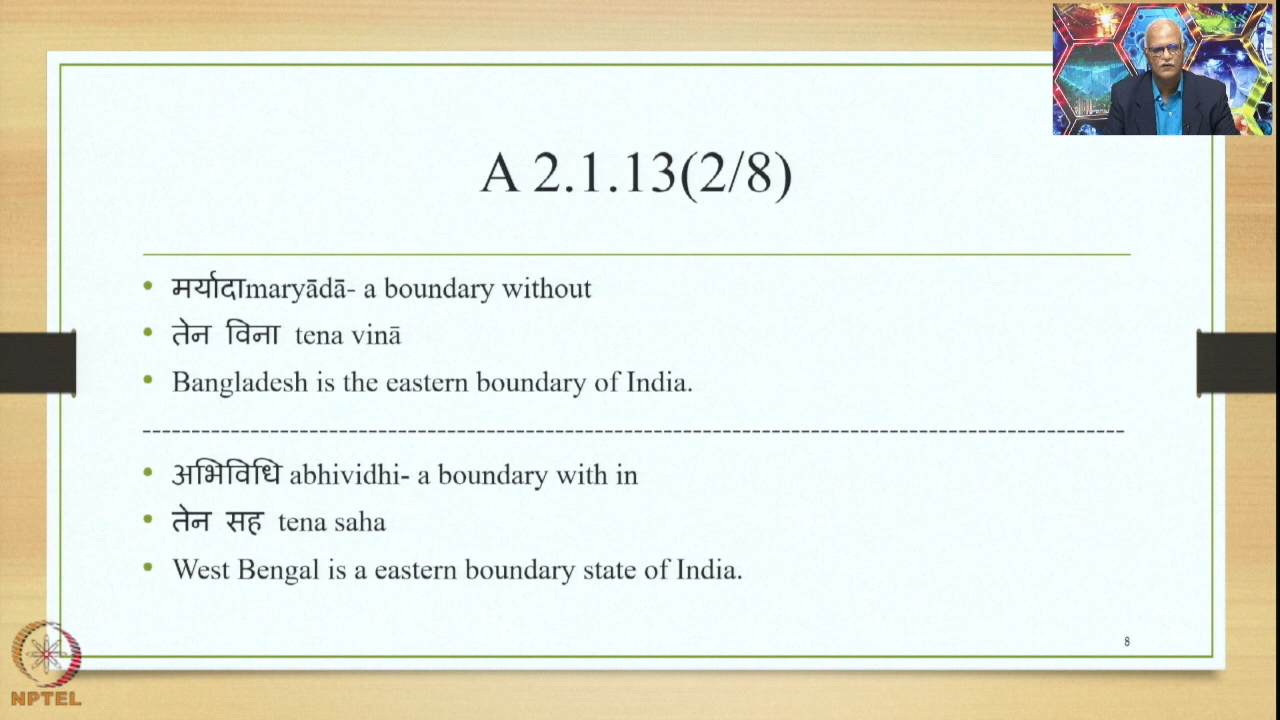 A 2.1.13(2/8)
• मर्यादाmaryādā- a boundary without
• तेन विना tena vinā
• Bangladesh is the eastern boundary of India.
• अभिविधि abhividhi- a boundary with in
• तेन सह tena saha
• West Bengal is a eastern boundary state of India.
8
NPTEL